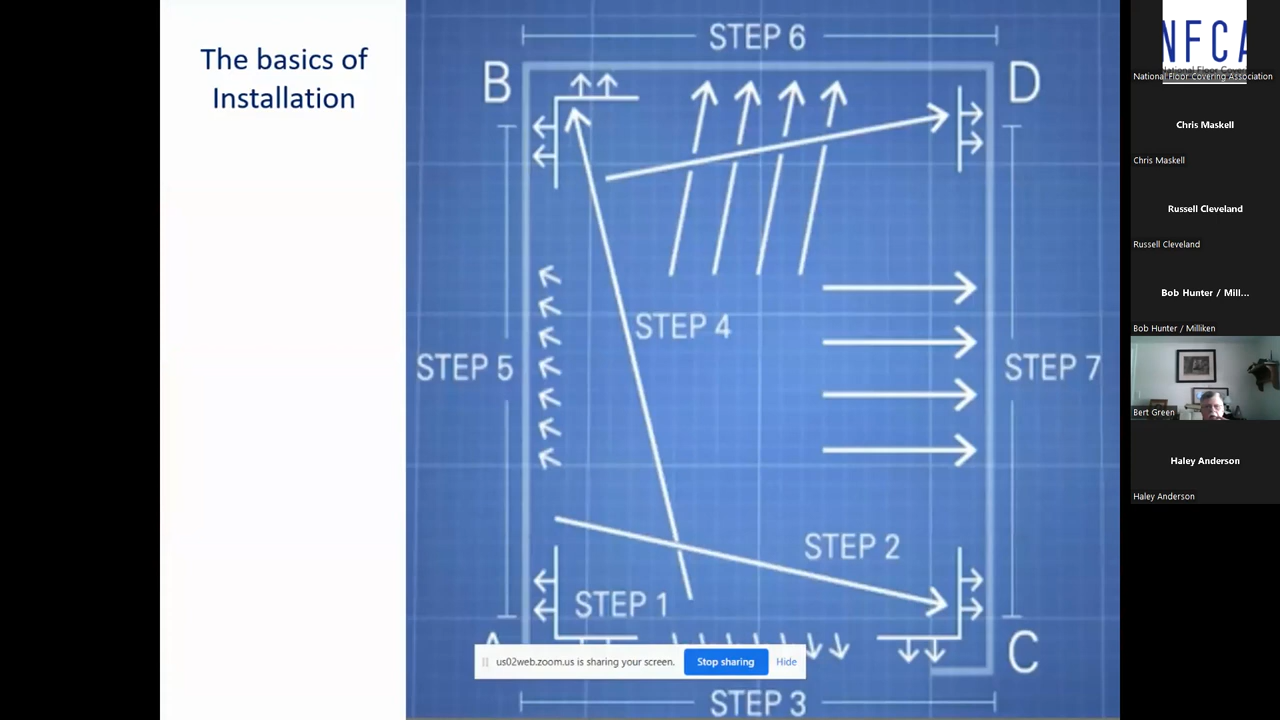 The basics of
Installation
STEP 6
B
D
STEP 4
STEP 5
STEP 7
STEP 2
STEP 1
A
C
us02web.zoom.us is sharing your screen.
Stop sharing
Hide
STEP 3
NFCA
National Floor Covering Association
Chris Maskell
Chris Maskell
Russell Cleveland
Russell Cleveland
Bob Hunter / Mill...
Bob Hunter / Milliken
Bert Green
Haley Anderson
Haley Anderson